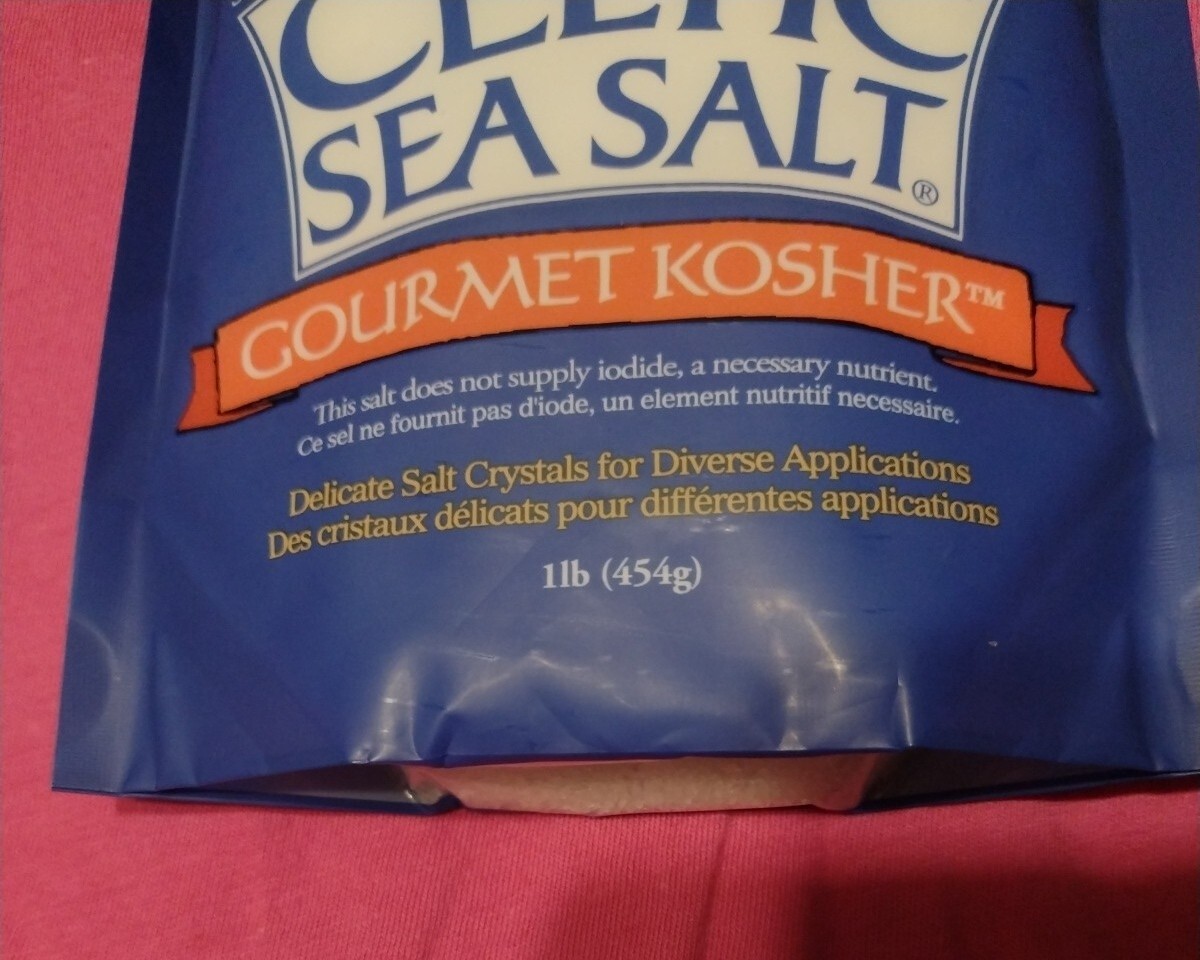 CELTIC
SEA SALT®
GOURMET KOSHER™
This salt does not supply iodide, a necessary nutrient.
Ce sel ne fournit pas d'iode, un element nutritif necessaire.
Delicate Salt Crystals for Diverse Applications
Des cristaux délicats pour différentes applications
1lb (454g)